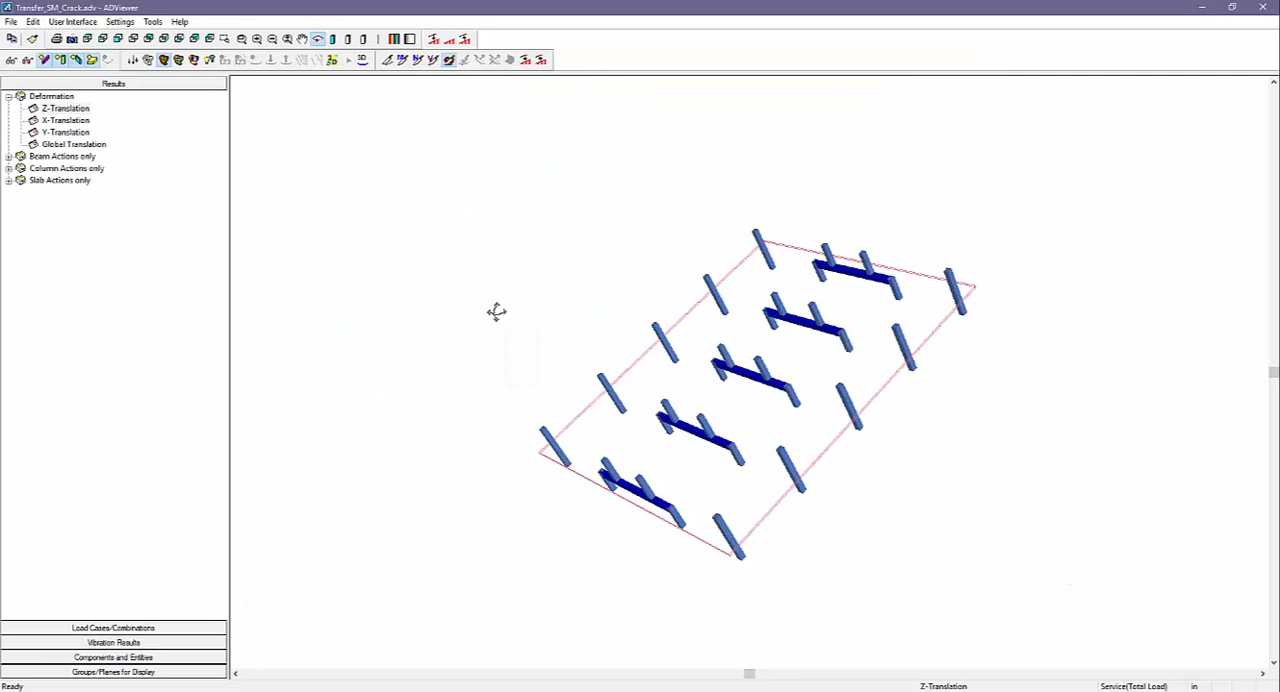 Transfer_SM_Crack.adv - ADViewer
File Edit User Interface Settings Tools Help
Results
Deformation
Z-Translation
X-Translation
Y-Translation
Global Translation
Beam Actions only
Column Actions only
Slab Actions only
Load Cases/Combinations
Vibration Results
Components and Entities
Groups/Planes for Display
Ready Z-Translation Service(Total Load) in